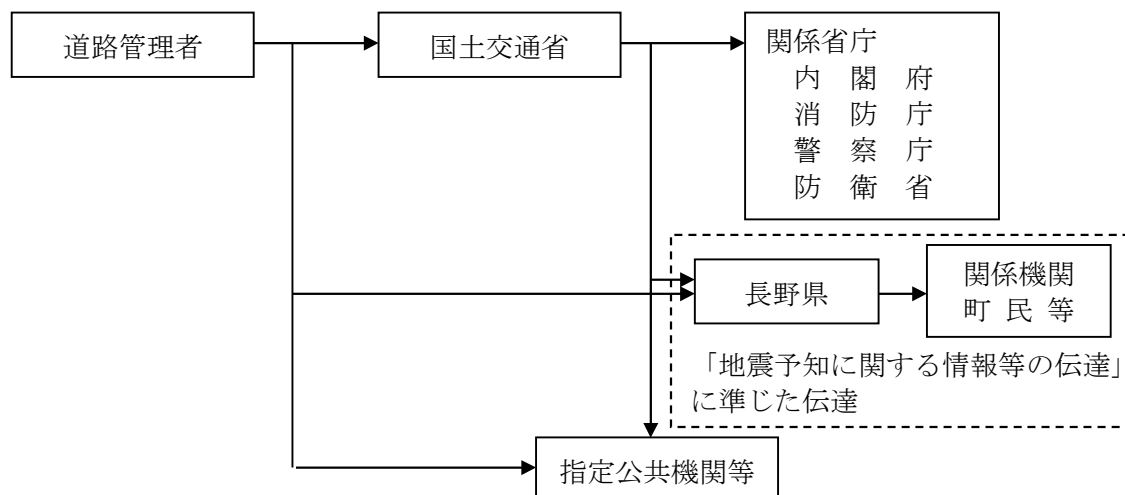 道路管理者
国土交通省
関係省庁
内　閣　府
消　防　庁
警　察　庁
防　衛　省
長野県
関係機関
町 民 等
「地震予知に関する情報等の伝達」
に準じた伝達
指定公共機関等